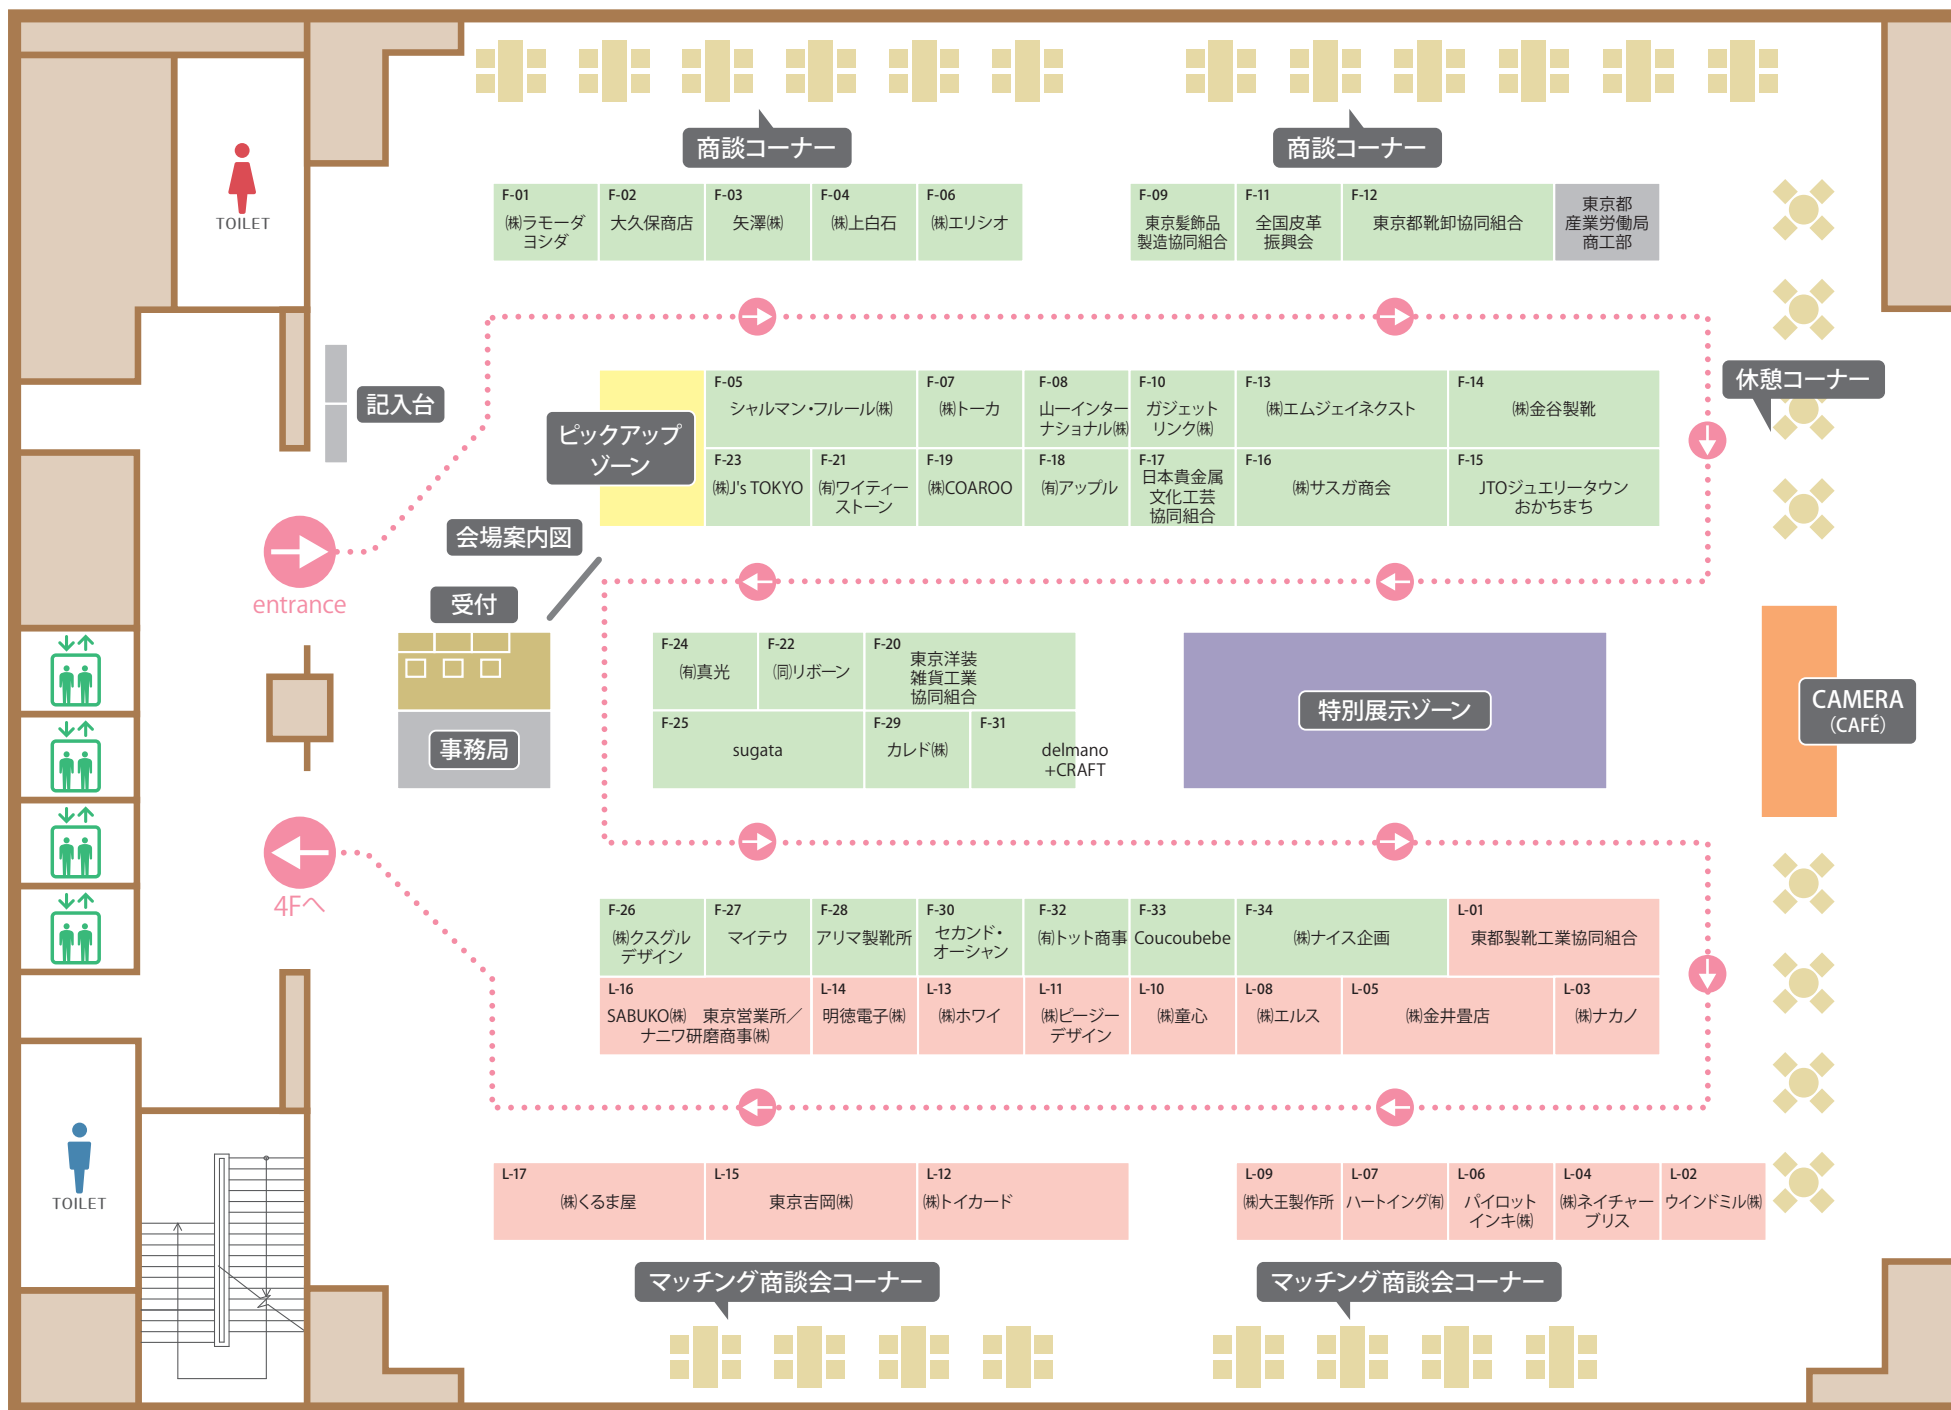 商談コーナー
商談コーナー
TOILET
F-01
㈱ラモーダ
ヨシダ
F-02
大久保商店
F-03
矢澤㈱
F-04
㈱上白石
F-06
㈱エリシオ
F-09
東京髪飾品
製造協同組合
F-11
全国皮革
振興会
F-12
東京都靴卸協同組合
東京都
産業労働局
商工部
記入台
ピックアップ
ゾーン
F-05
シャルマン・フルール㈱
F-07
㈱トーカ
F-08
山一インター
ナショナル㈱
F-10
ガジェット
リンク㈱
F-13
㈱エムジェイネクスト
F-14
㈱金谷製靴
休憩コーナー
F-23
㈱J's TOKYO
F-21
㈲ワイティー
ストーン
F-19
㈱COAROO
F-18
㈲アップル
F-17
日本貴金属
文化工芸
協同組合
F-16
㈱サスガ商会
F-15
JTOジュエリータウン
おかちまち
会場案内図
entrance
受付
事務局
F-24
㈲真光
F-22
㈿リボーン
F-20
東京洋装
雑貨工業
協同組合
F-25
sugata
F-29
カレド㈱
F-31
delmano
+CRAFT
特別展示ゾーン
CAMERA
(CAFÉ)
4Fへ
F-26
㈱クスグル
デザイン
F-27
マイテウ
F-28
アリマ製靴所
F-30
セカンド・
オーシャン
F-32
㈲トット商事
F-33
Coucoubebe
F-34
㈱ナイス企画
L-01
東都製靴工業協同組合
L-16
SABUKO㈱　東京営業所／
ナニワ研磨商事㈱
L-14
明徳電子㈱
L-13
㈱ホワイ
L-11
㈱ピージー
デザイン
L-10
㈱童心
L-08
㈱エルス
L-05
㈱金井畳店
L-03
㈱ナカノ
TOILET
L-17
㈱くるま屋
L-15
東京吉岡㈱
L-12
㈱トイカード
L-09
㈱大王製作所
L-07
ハートイング㈲
L-06
パイロット
インキ㈱
L-04
㈱ネイチャー
ブリス
L-02
ウインドミル㈱
マッチング商談会コーナー
マッチング商談会コーナー